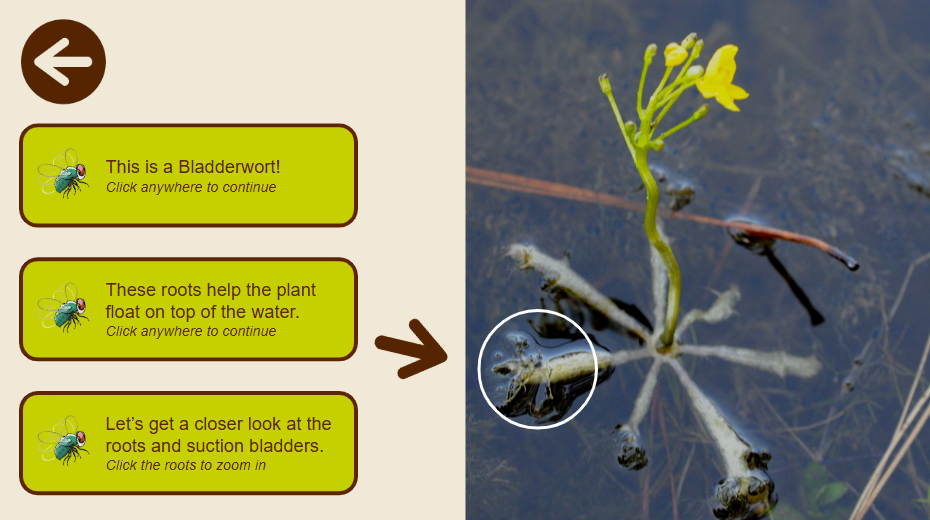 This is a Bladderwort!
Click anywhere to continue
These roots help the plant
float on top of the water.
Click anywhere to continue
Let's get a closer look at the
roots and suction bladders.
Click the roots to zoom in